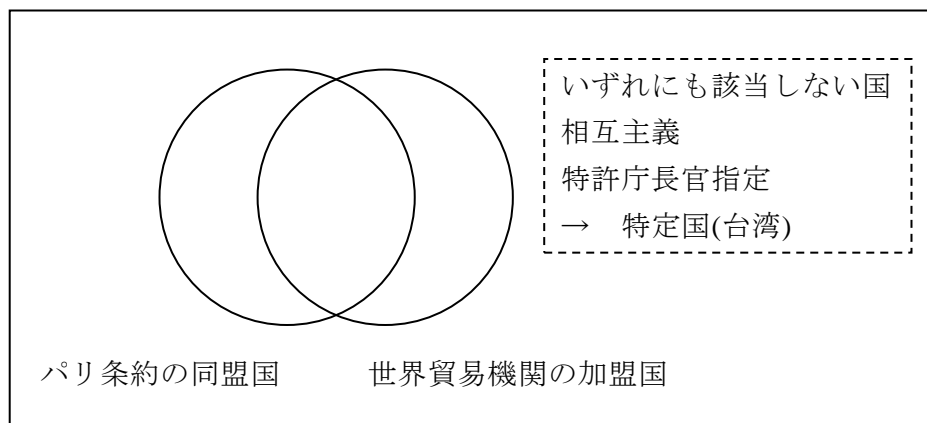 いずれにも該当しない国
相互主義
特許庁長官指定
→　特定国(台湾)
パリ条約の同盟国
世界貿易機関の加盟国